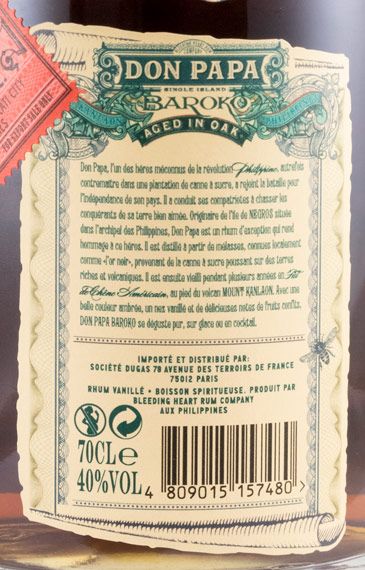 DON PAPA
SINGLE ISLAND
BAROKO
AGED IN OAK
CITY
FOR EXPORT SALE ONLY
Don Papa, l'un des héros méconnus de la révolution philippine, autrefois
contremaître dans une plantation de canne à sucre, a rejoint la bataille pour
l'indépendance de son pays. Il a conduit ses compatriotes à chasser les
conquérants de sa terre bien aimée. Originaire de l'île de NEGROS située
dans l'archipel des Philippines, Don Papa est un rhum d'exception qui rend
hommage à ce héros. Il est distillé à partir de mélasses, connues localement
comme «l'or noir», provenant de la canne à sucre poussant sur des terres
riches et volcaniques. Il est ensuite vieilli pendant plusieurs années en Fût
de Chêne Américain, au pied du volcan MOUNT KANLAON. Avec une
belle couleur ambrée, un nez vanillé et de délicieuses notes de fruits confits,
DON PAPA BAROKO se déguste pur, sur glace ou en cocktail.
IMPORTÉ ET DISTRIBUÉ PAR:
SOCIÉTÉ DUGAS 78 AVENUE DES TERROIRS DE FRANCE
75012 PARIS
RHUM VANILLÉ • BOISSON SPIRITUEUSE. PRODUIT PAR
BLEEDING HEART RUM COMPANY
AUX PHILIPPINES
70CLe
40%VOL
4 809015 157480 >